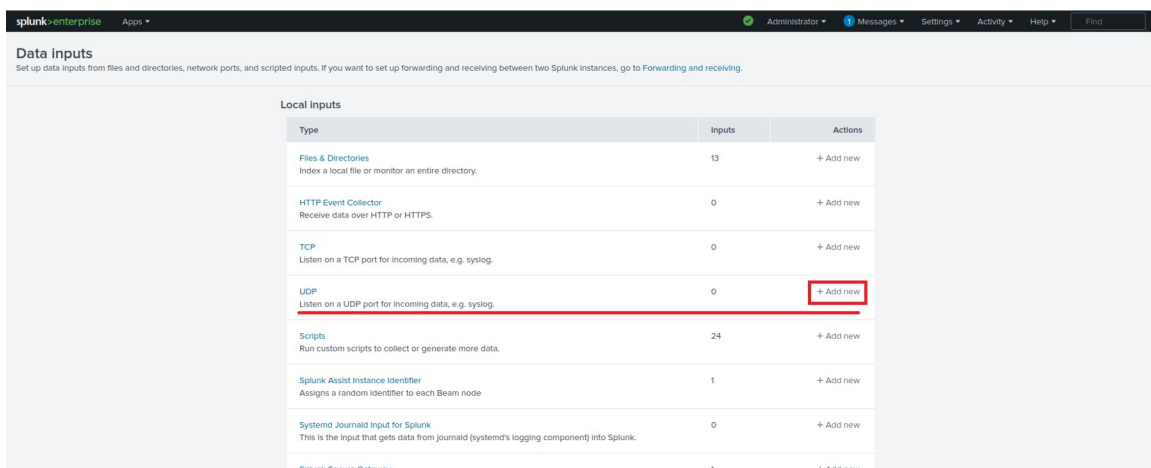 splunk>enterprise Apps Administrator 1 Messages Settings Activity Help Find
Data inputs
Set up data inputs from files and directories, network ports, and scripted inputs. If you want to set up forwarding and receiving between two Splunk instances, go to Forwarding and receiving.
Local inputs
Type Inputs Actions
Files & Directories 13 + Add new
Index a local file or monitor an entire directory.
HTTP Event Collector 0 + Add new
Receive data over HTTP or HTTPS.
TCP 0 + Add new
Listen on a TCP port for incoming data, e.g. syslog.
UDP 0 + Add new
Listen on a UDP port for incoming data, e.g. syslog.
Scripts 24 + Add new
Run custom scripts to collect or generate more data.
Splunk Assist Instance Identifier 1 + Add new
Assigns a random identifier to each Beam node
Systemd Journald Input for Splunk 0 + Add new
This is the input that gets data from journald (systemd's logging component) into Splunk.